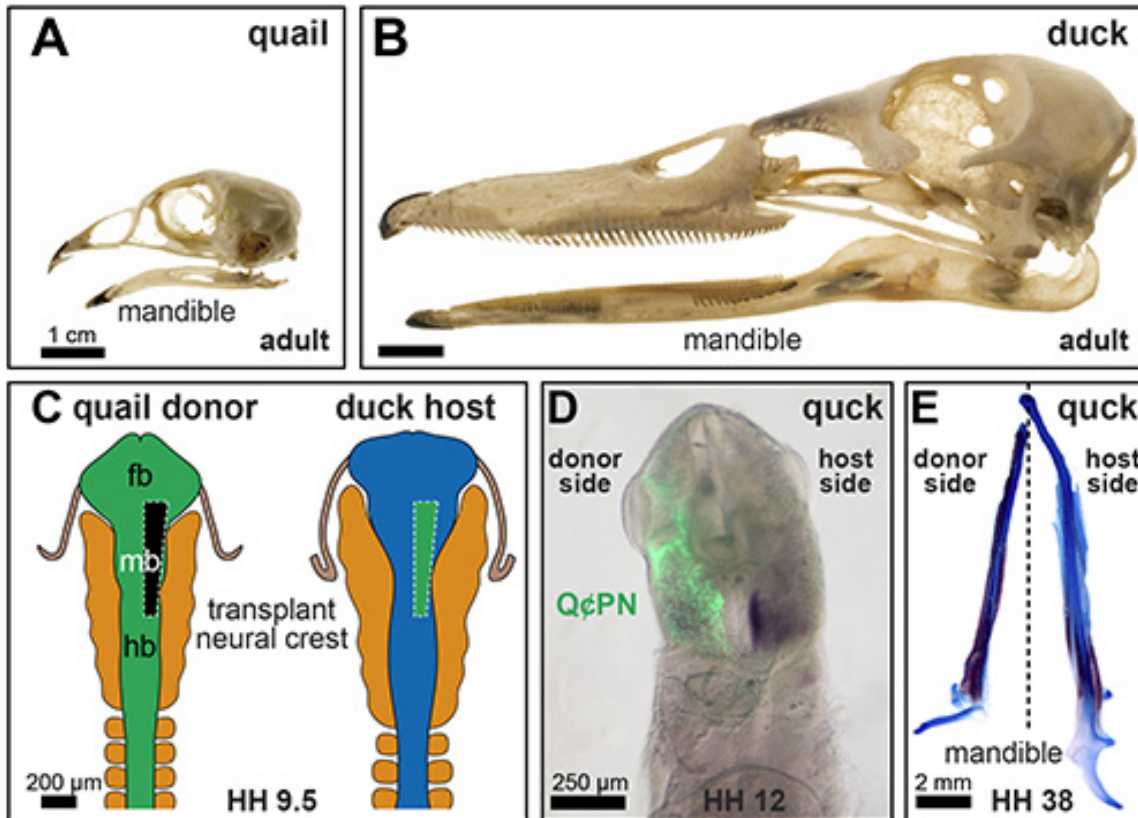 A
quail
mandible
1 cm
adult
B
duck
mandible
adult
C quail donor
duck host
fb
mb
hb
transplant
neural crest
200 µm
HH 9.5
D
quck
donor
side
host
side
Q¢PN
250 µm
HH 12
E
quck
donor
side
host
side
mandible
2 mm
HH 38